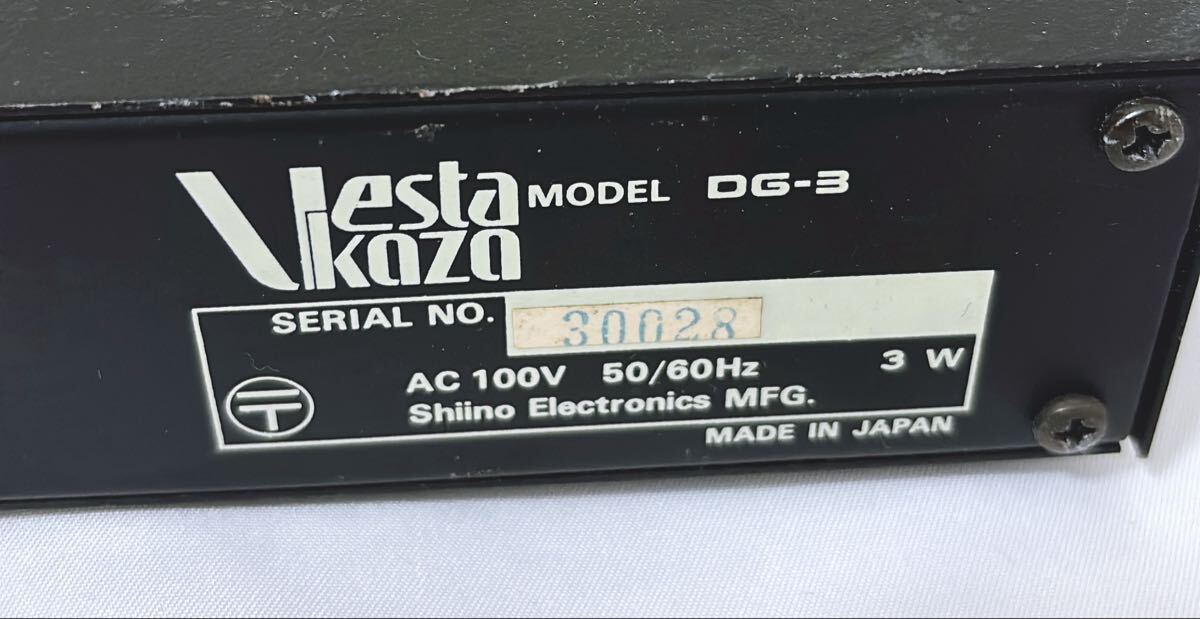 Vesta
kaza
MODEL DG-3
SERIAL NO. 30028
AC 100V 50/60Hz 3 W
Shiino Electronics MFG.
MADE IN JAPAN